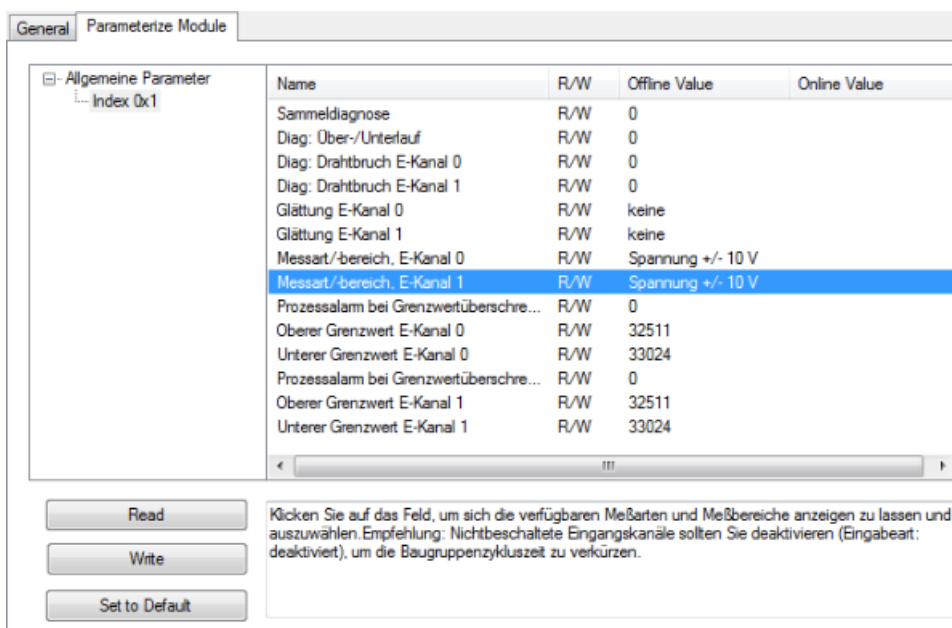 General Parameterize Module
Allgemeine Parameter
Index 0x1
Name R/W Offline Value Online Value
Sammeldiagnose R/W 0
Diag: Über-/Unterlauf R/W 0
Diag: Drahtbruch E-Kanal 0 R/W 0
Diag: Drahtbruch E-Kanal 1 R/W 0
Glättung E-Kanal 0 R/W keine
Glättung E-Kanal 1 R/W keine
Messart/-bereich, E-Kanal 0 R/W Spannung +/- 10 V
Messart/-bereich, E-Kanal 1 R/W Spannung +/- 10 V
Prozessalarm bei Grenzwertüberschre... R/W 0
Oberer Grenzwert E-Kanal 0 R/W 32511
Unterer Grenzwert E-Kanal 0 R/W 33024
Prozessalarm bei Grenzwertüberschre... R/W 0
Oberer Grenzwert E-Kanal 1 R/W 32511
Unterer Grenzwert E-Kanal 1 R/W 33024
Read
Write
Set to Default
Klicken Sie auf das Feld, um sich die verfügbaren Meßarten und Meßbereiche anzeigen zu lassen und
auszuwählen.Empfehlung: Nichtbeschaltete Eingangskanäle sollten Sie deaktivieren (Eingabeart:
deaktiviert), um die Baugruppenzykluszeit zu verkürzen.